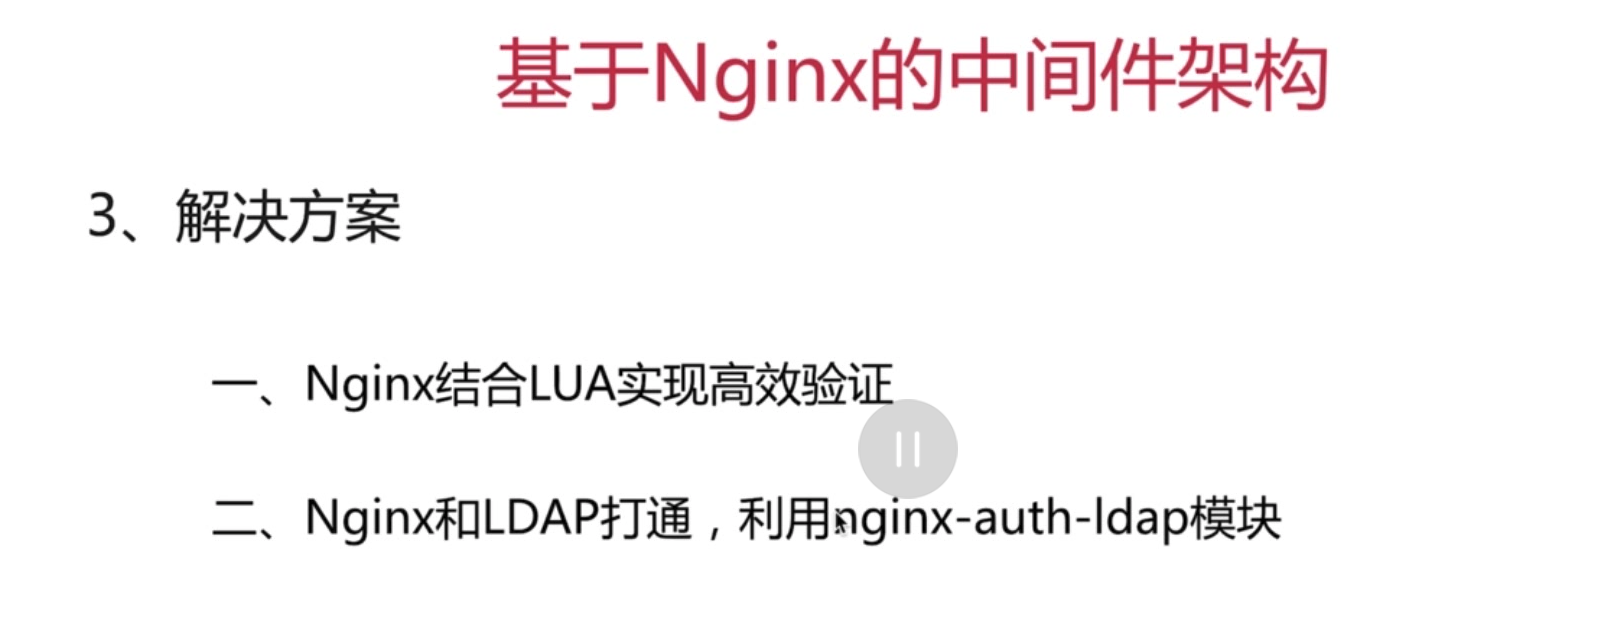 基于Nginx的中间件架构
3、解决方案
一、Nginx结合LUA实现高效验证
二、Nginx和LDAP打通，利用nginx-auth-ldap模块